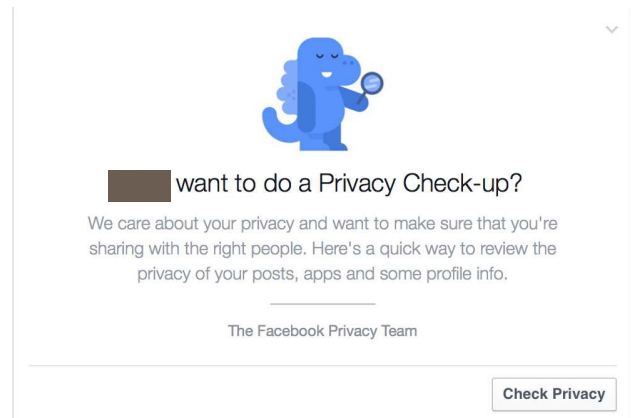 want to do a Privacy Check-up?
We care about your privacy and want to make sure that you're
sharing with the right people. Here's a quick way to review the
privacy of your posts, apps and some profile info.
The Facebook Privacy Team
Check Privacy